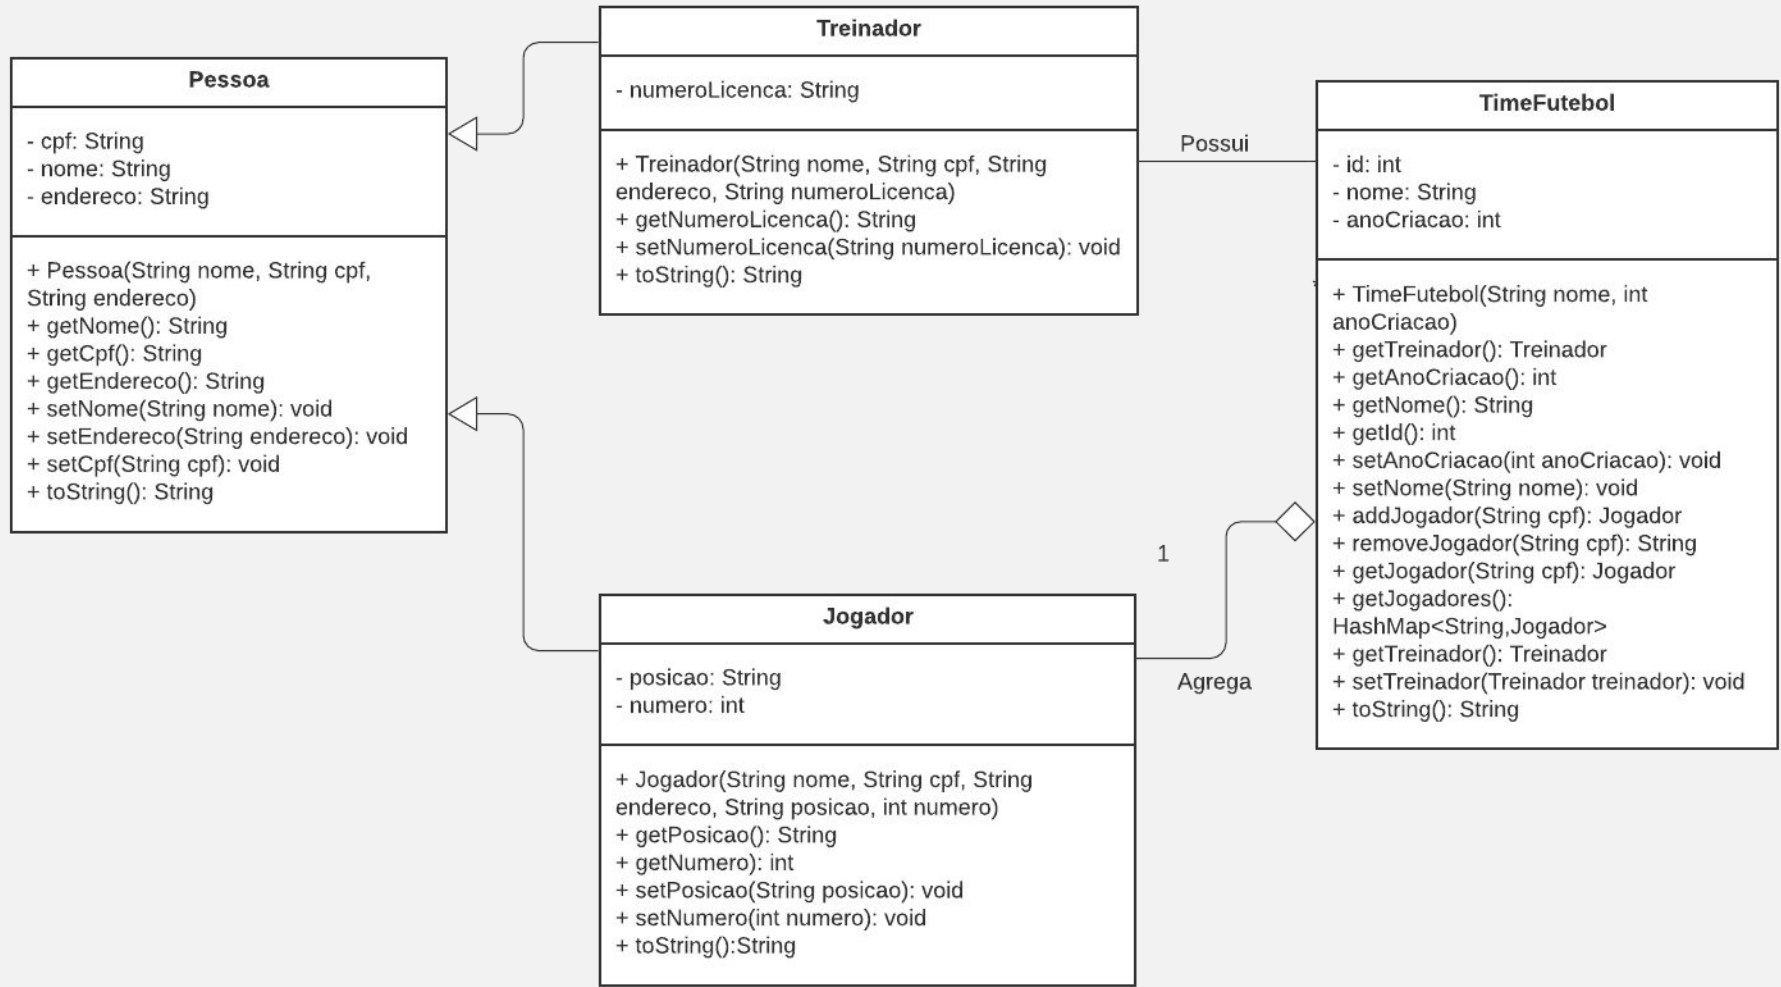 Pessoa
- cpf: String
- nome: String
- endereco: String
+ Pessoa(String nome, String cpf,
String endereco)
+ getNome(): String
+ getCpf(): String
+ getEndereco(): String
+ setNome(String nome): void
+ setEndereco(String endereco): void
+ setCpf(String cpf): void
+ toString(): String
Treinador
- numeroLicenca: String
+ Treinador(String nome, String cpf, String
endereco, String numeroLicenca)
+ getNumeroLicenca(): String
+ setNumeroLicenca(String numeroLicenca): void
+ toString(): String
Possui
Jogador
- posicao: String
- numero: int
+ Jogador(String nome, String cpf, String
endereco, String posicao, int numero)
+ getPosicao(): String
+ getNumero): int
+ setPosicao(String posicao): void
+ setNumero(int numero): void
+ toString():String
1
Agrega
TimeFutebol
- id: int
- nome: String
- anoCriacao: int
+ TimeFutebol(String nome, int
anoCriacao)
+ getTreinador(): Treinador
+ getAnoCriacao(): int
+ getNome(): String
+ getId(): int
+ setAnoCriacao(int anoCriacao): void
+ setNome(String nome): void
+ addJogador(String cpf): Jogador
+ removeJogador(String cpf): String
+ getJogador(String cpf): Jogador
+ getJogadores():
HashMap<String,Jogador>
+ getTreinador(): Treinador
+ setTreinador(Treinador treinador): void
+ toString(): String